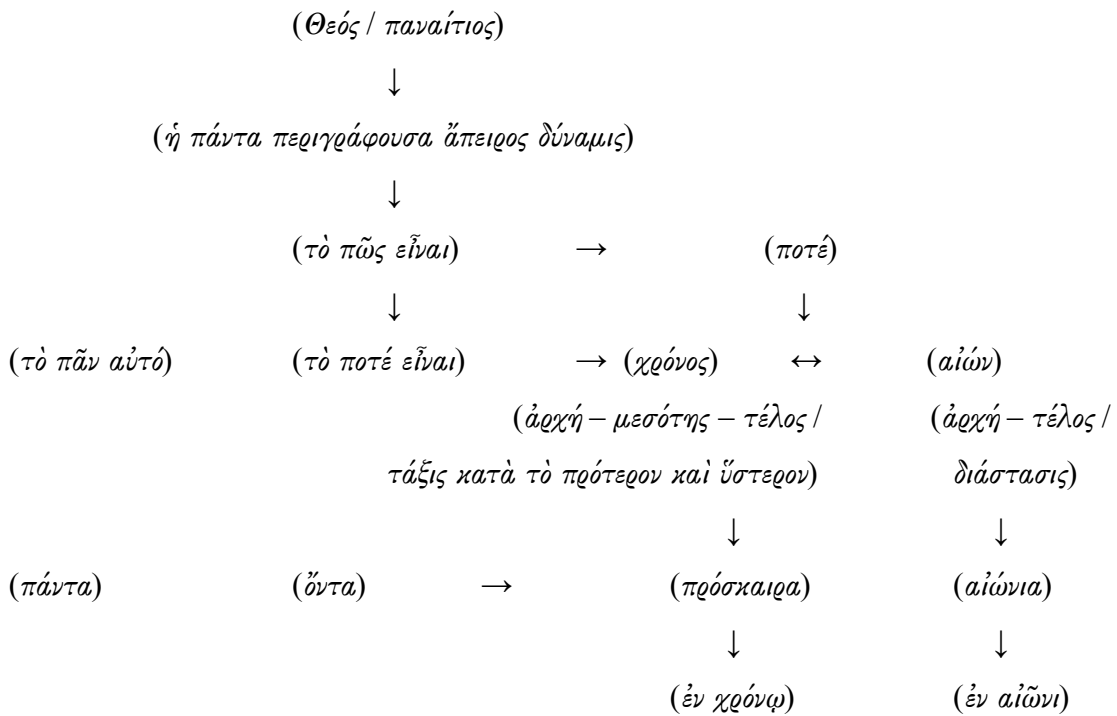 (Θεός / παναίτιος)
↓
(ἡ πάντα περιγράφουσα ἄπειρος δύναμις)
↓
(τὸ πῶς εἶναι) → (ποτέ)
↓ ↓
(τὸ πᾶν αὐτό) (τὸ ποτέ εἶναι) → (χρόνος) ↔ (αἰών)
(ἀρχή – μεσότης – τέλος / (ἀρχή – τέλος /
τάξις κατὰ τὸ πρότερον καὶ ὕστερον) διάστασις)
↓ ↓
(πάντα) (ὄντα) → (πρόσκαιρα) (αἰώνια)
↓ ↓
(ἐν χρόνῳ) (ἐν αἰῶνι)